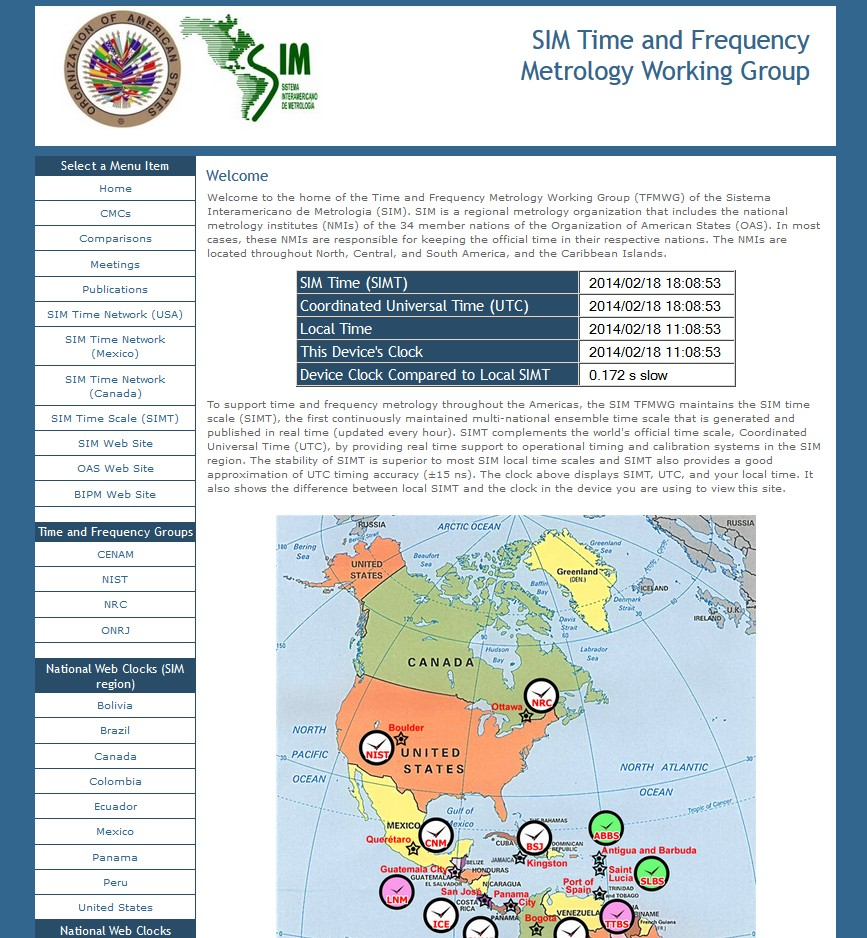 ORGANIZATION OF AMERICAN STATES
SIM
SISTEMA
INTERAMERICANO
DE METROLOGIA
SIM Time and Frequency
Metrology Working Group
Select a Menu Item
Home
CMCs
Comparisons
Meetings
Publications
SIM Time Network (USA)
SIM Time Network
(Mexico)
SIM Time Network
(Canada)
SIM Time Scale (SIMT)
SIM Web Site
OAS Web Site
BIPM Web Site
Time and Frequency Groups
CENAM
NIST
NRC
ONRJ
National Web Clocks (SIM
region)
Bolivia
Brazil
Canada
Colombia
Ecuador
Mexico
Panama
Peru
United States
National Web Clocks
Welcome
Welcome to the home of the Time and Frequency Metrology Working Group (TFMWG) of the Sistema
Interamericano de Metrologia (SIM). SIM is a regional metrology organization that includes the national
metrology institutes (NMIs) of the 34 member nations of the Organization of American States (OAS). In most
cases, these NMIs are responsible for keeping the official time in their respective nations. The NMIs are
located throughout North, Central, and South America, and the Caribbean Islands.
SIM Time (SIMT) 2014/02/18 18:08:53
Coordinated Universal Time (UTC) 2014/02/18 18:08:53
Local Time 2014/02/18 11:08:53
This Device's Clock 2014/02/18 11:08:53
Device Clock Compared to Local SIMT 0.172 s slow
To support time and frequency metrology throughout the Americas, the SIM TFMWG maintains the SIM time
scale (SIMT), the first continuously maintained multi-national ensemble time scale that is generated and
published in real time (updated every hour). SIMT complements the world's official time scale, Coordinated
Universal Time (UTC), by providing real time support to operational timing and calibration systems in the SIM
region. The stability of SIMT is superior to most SIM local time scales and SIMT also provides a good
approximation of UTC timing accuracy (±15 ns). The clock above displays SIMT, UTC, and your local time. It
also shows the difference between local SIMT and the clock in the device you are using to view this site.
RUSSIA
ARCTIC OCEAN
RUSSIA
180
Bering
Sea
Beaufort
Sea
UNITED
STATES
Greenland
(DEN.)
Baffin
Bay
Denmark
Strait
ICELAND
Davis
Strait
60
30
U.K.
IRELAND
120
90
150
Hudson
Bay
Labrador
Sea
CANADA
Ottawa
NRC
Boulder
NIST
UNITED
STATES
NORTH
PACIFIC
OCEAN
NORTH ATLANTIC
OCEAN
30
30
Tropic of Cancer
Gulf of
Mexico
MEXICO
CNM
Querétaro
THE BAHAMAS
CUBA
BSJ
DOMINICAN
REPUBLIC
JAMAICA
Kingston
ABBS
Antigua and Barbuda
Saint
Lucia
SLBS
BELIZE
HONDURAS
Guatemala City
GUATEMALA
EL SALVADOR
NICARAGUA
LNM
San José
COSTA
RICA
Panama
City
PANAMA
Port of
Spain
TRINIDAD
and TOBAGO
ICE
Bogota
VENEZUELA
TTBS
French Guiana